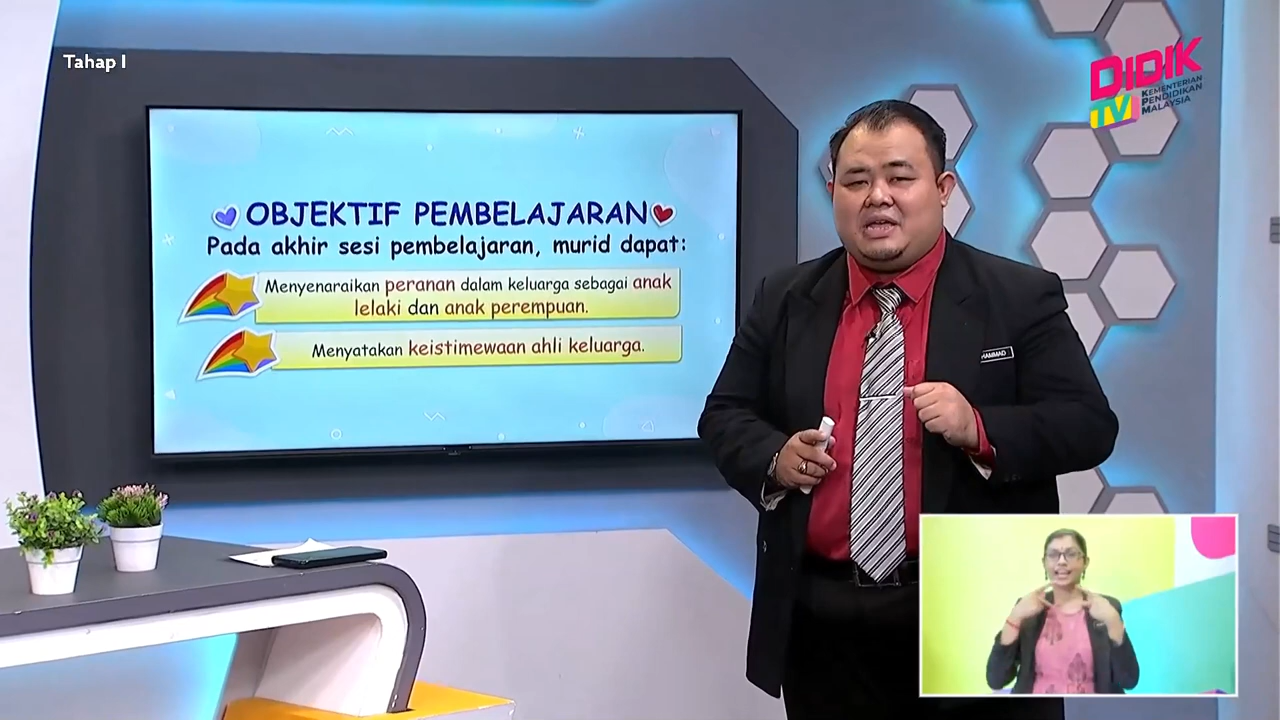 Tahap I
DIDIK
TV
KEMENTERIAN
PENDIDIKAN
MALAYSIA
OBJEKTIF PEMBELAJARAN
Pada akhir sesi pembelajaran, murid dapat:
Menyenaraikan peranan dalam keluarga sebagai anak
lelaki dan anak perempuan.
Menyatakan keistimewaan ahli keluarga.